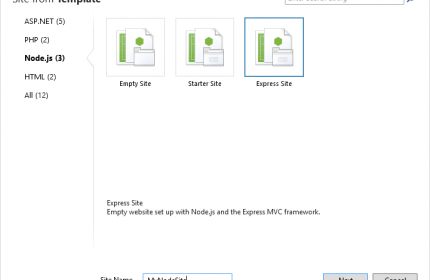 Site from Template
ASP.NET (5)
PHP (2)
Node.js (3)
HTML (2)
All (12)
Empty Site
Starter Site
Express Site
Express Site
Empty website set up with Node.js and the Express MVC framework.
Site Name
MyNodeSite
Next
Cancel